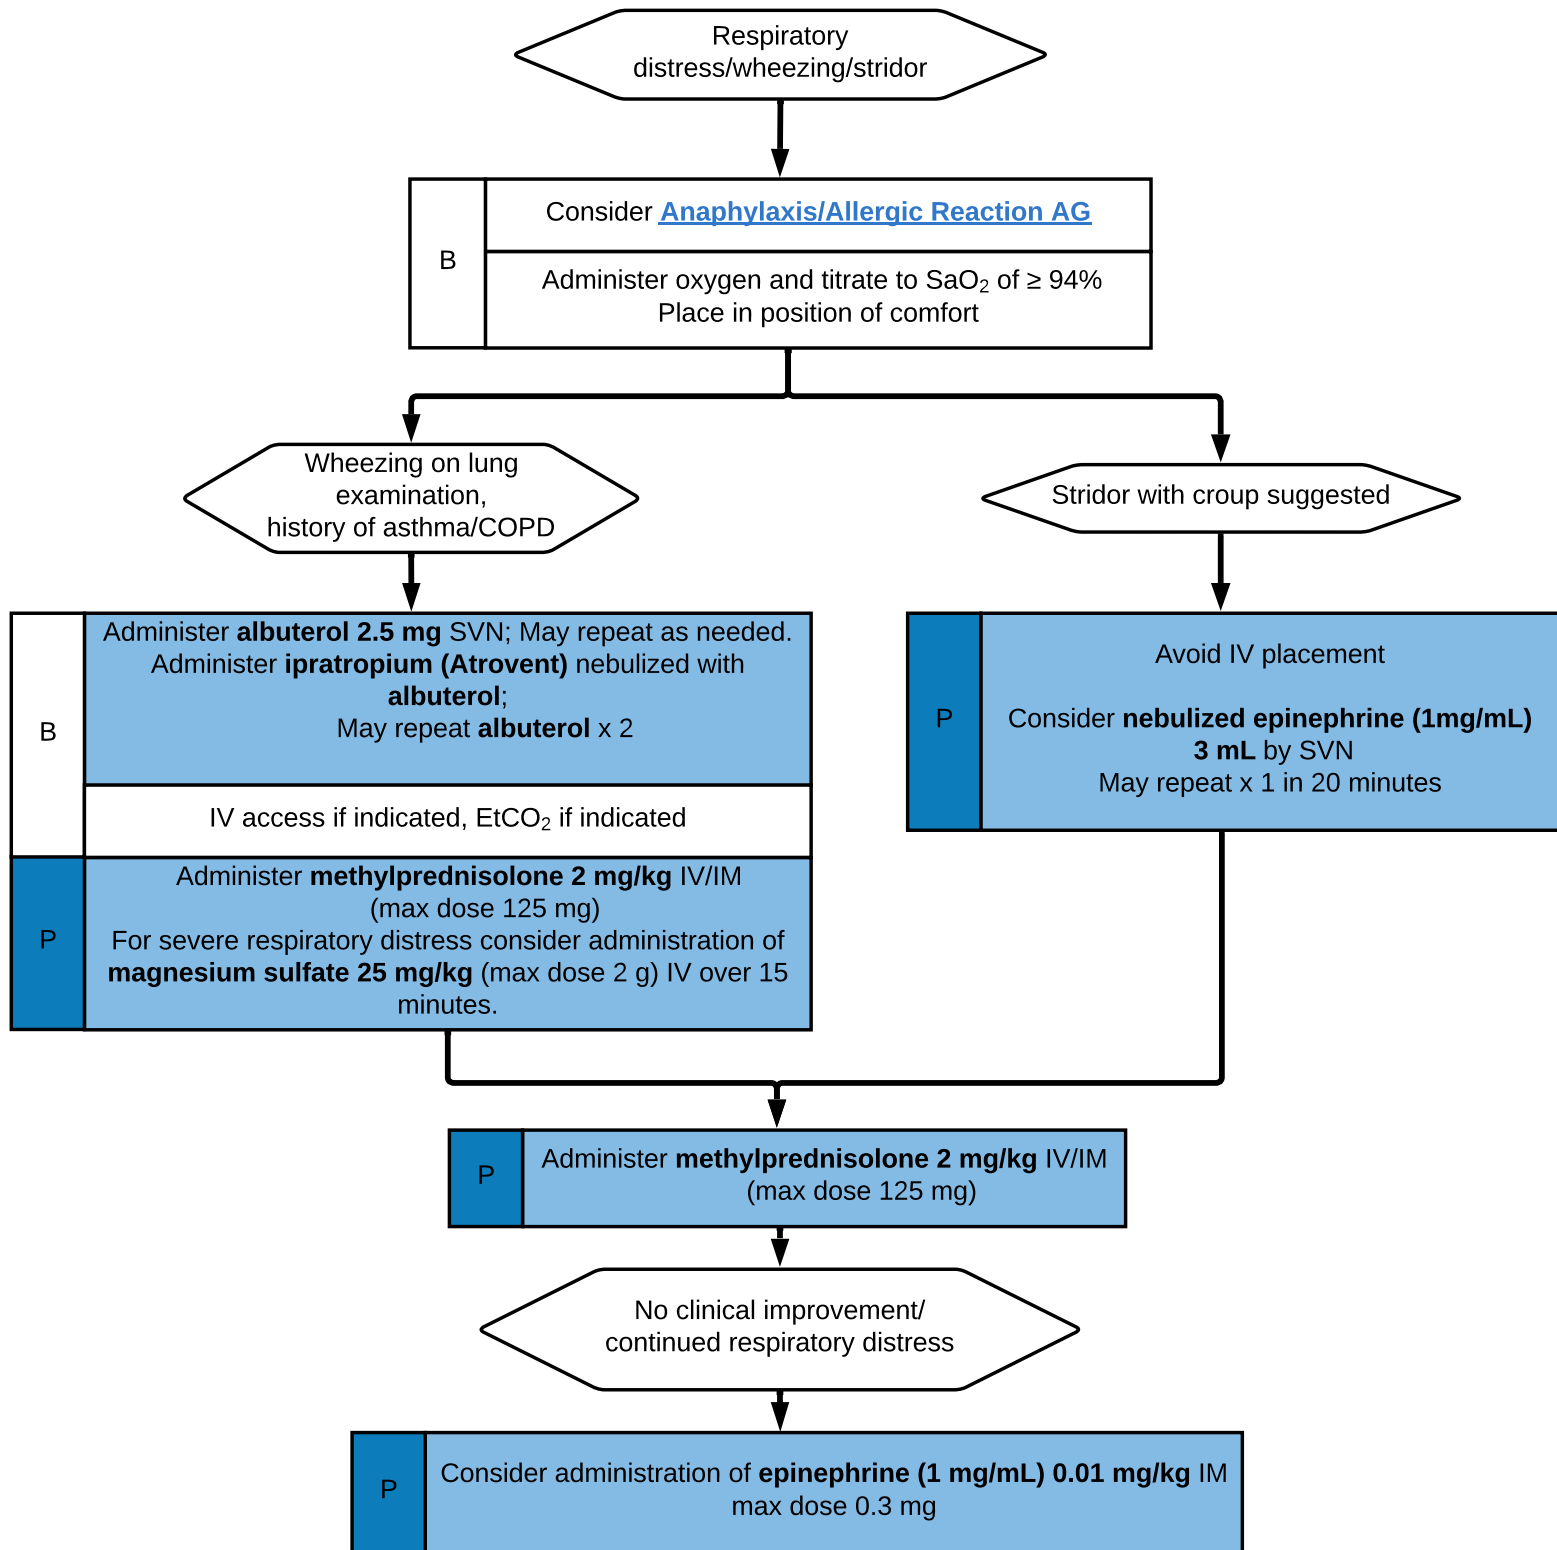 Respiratory
distress/wheezing/stridor
B
Consider Anaphylaxis/Allergic Reaction AG
Administer oxygen and titrate to SaO₂ of ≥ 94%
Place in position of comfort
Wheezing on lung
examination,
history of asthma/COPD
Stridor with croup suggested
B
Administer albuterol 2.5 mg SVN; May repeat as needed.
Administer ipratropium (Atrovent) nebulized with
albuterol;
May repeat albuterol x 2
IV access if indicated, EtCO₂ if indicated
P
Administer methylprednisolone 2 mg/kg IV/IM
(max dose 125 mg)
For severe respiratory distress consider administration of
magnesium sulfate 25 mg/kg (max dose 2 g) IV over 15
minutes.
P
Avoid IV placement
Consider nebulized epinephrine (1mg/mL)
3 mL by SVN
May repeat x 1 in 20 minutes
P
Administer methylprednisolone 2 mg/kg IV/IM
(max dose 125 mg)
No clinical improvement/
continued respiratory distress
P
Consider administration of epinephrine (1 mg/mL) 0.01 mg/kg IM
max dose 0.3 mg